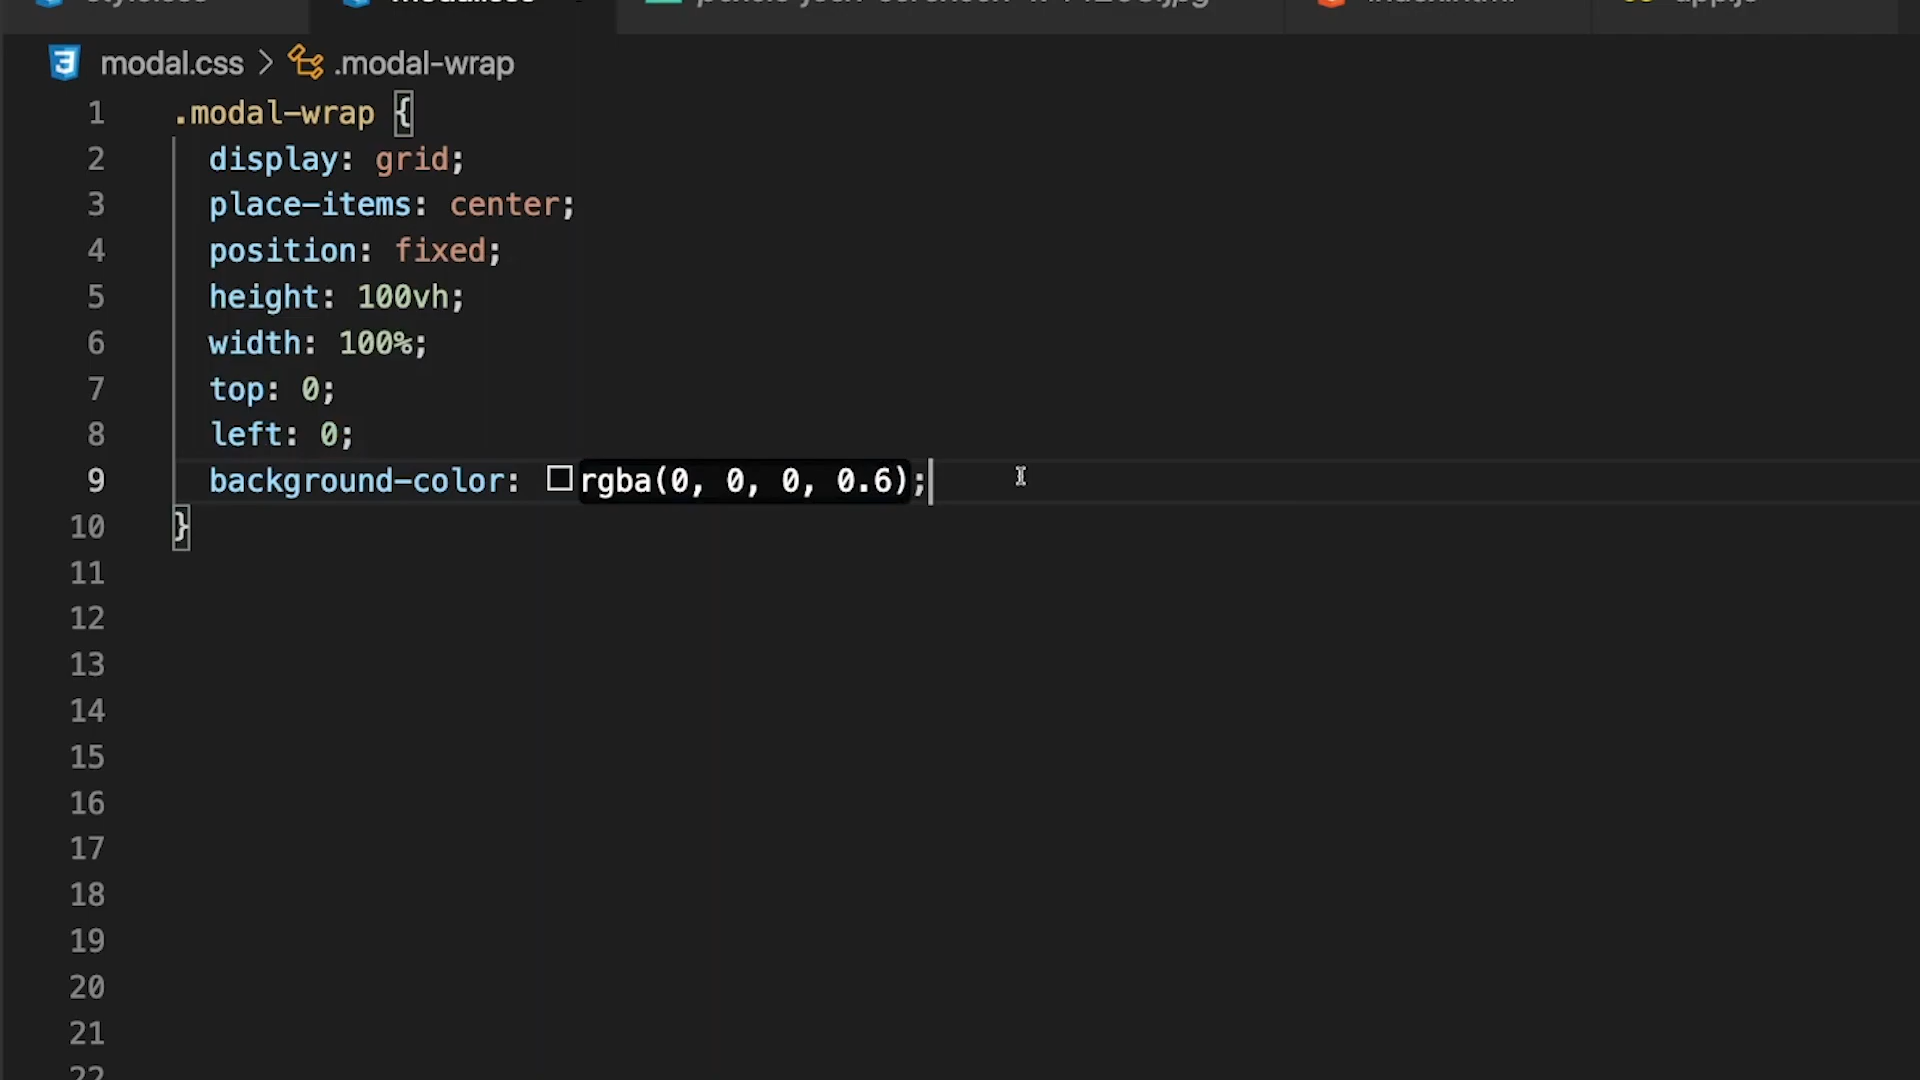 modal.css > .modal-wrap
1 .modal-wrap {
2 display: grid;
3 place-items: center;
4 position: fixed;
5 height: 100vh;
6 width: 100%;
7 top: 0;
8 left: 0;
9 background-color: rgba(0, 0, 0, 0.6);
10 }
11
12
13
14
15
16
17
18
19
20
21
22